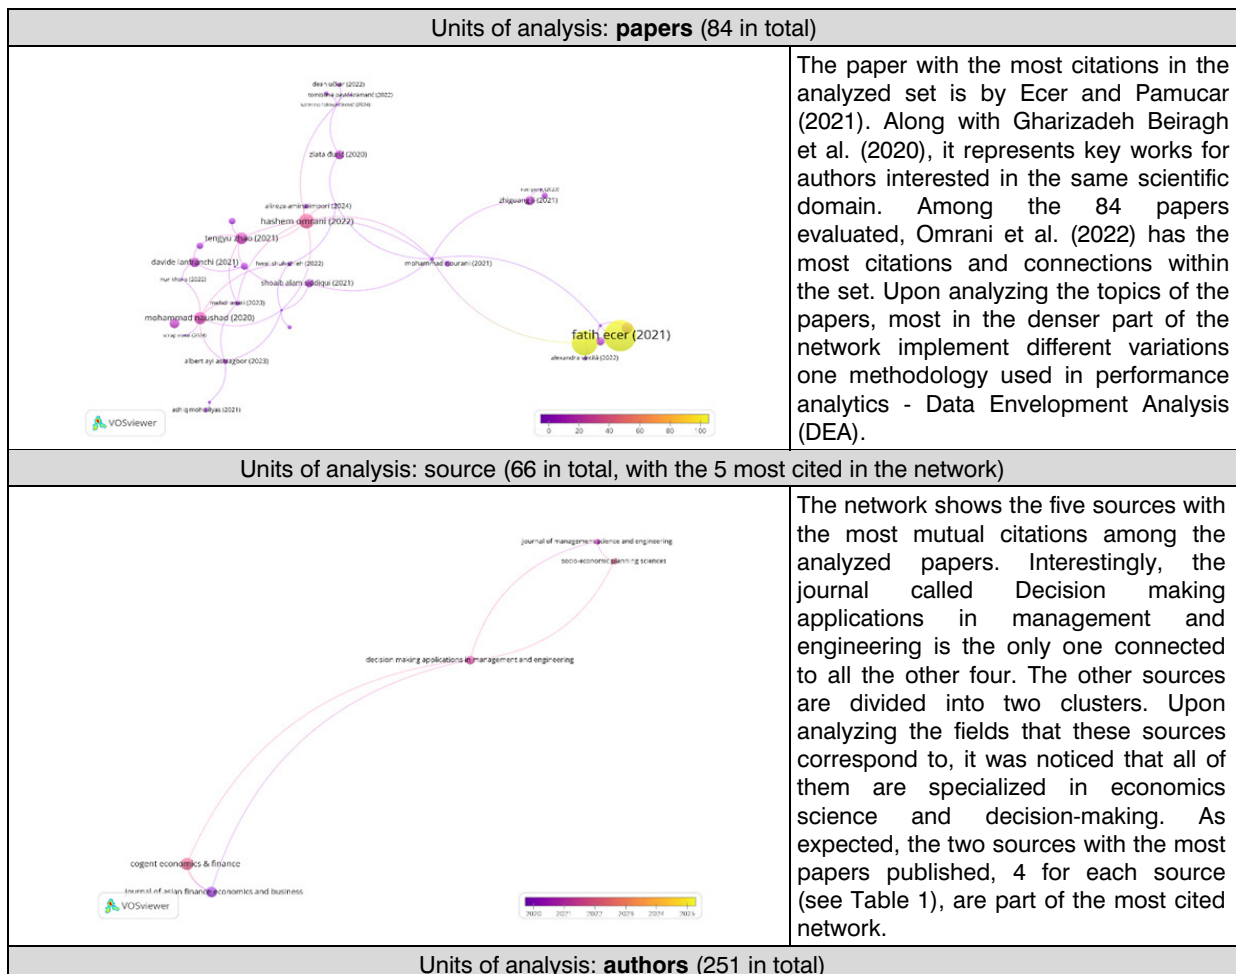 Units of analysis: papers (84 in total)
dean učkar (2022)
zlata đurić (2020)
hashem omrani (2022)
zhiguang li (2021)
tengyu zhao (2021)
davide lanfranchi (2021)
mohammad nourani (2021)
shoaib alam siddiqui (2021)
mohammad naushad (2020)
fatih ecer (2021)
VOSviewer
0 20 40 60 80 100
The paper with the most citations in the
analyzed set is by Ecer and Pamucar
(2021). Along with Gharizadeh Beiragh
et al. (2020), it represents key works for
authors interested in the same scientific
domain. Among the 84 papers
evaluated, Omrani et al. (2022) has the
most citations and connections within
the set. Upon analyzing the topics of the
papers, most in the denser part of the
network implement different variations
one methodology used in performance
analytics - Data Envelopment Analysis
(DEA).
Units of analysis: source (66 in total, with the 5 most cited in the network)
journal of management science and engineering
socio-economic planning sciences
decision making applications in management and engineering
cogent economics & finance
journal of asian finance economics and business
VOSviewer
2020 2021 2022 2023 2024 2025
The network shows the five sources with
the most mutual citations among the
analyzed papers. Interestingly, the
journal called Decision making
applications in management and
engineering is the only one connected
to all the other four. The other sources
are divided into two clusters. Upon
analyzing the fields that these sources
correspond to, it was noticed that all of
them are specialized in economics
science and decision-making. As
expected, the two sources with the most
papers published, 4 for each source
(see Table 1), are part of the most cited
network.
Units of analysis: authors (251 in total)